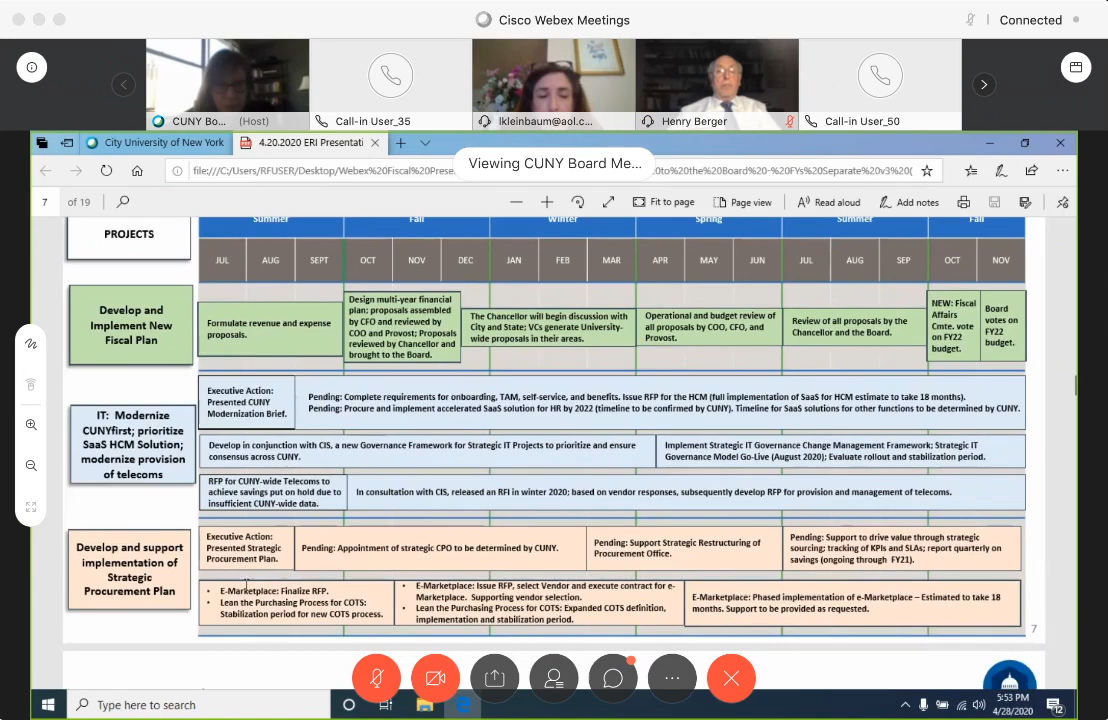 Cisco Webex Meetings
Connected
CUNY Bo... (Host)
Call-in User_35
lkleinbaum@aol.c...
Henry Berger
Call-in User_50
City University of New York
4.20.2020 ERI Presentati
Viewing CUNY Board Me...
file:///C:/Users/RFUSER/Desktop/Webex%20Fiscal%20Prese
to%20the%20Board%20-%20FYs%20Separate%20v3%20(
7 of 19
Fit to page
Page view
Read aloud
Add notes
Summer Fall Winter Spring Summer Fall
PROJECTS
JUL AUG SEPT OCT NOV DEC JAN FEB MAR APR MAY JUN JUL AUG SEP OCT NOV
Develop and
Implement New
Fiscal Plan
Formulate revenue and expense
proposals.
Design multi-year financial
plan; proposals assembled
by CFO and reviewed by
COO and Provost; Proposals
reviewed by Chancellor and
brought to the Board.
The Chancellor will begin discussion with
City and State; VCs generate University-
wide proposals in their areas.
Operational and budget review of
all proposals by COO, CFO, and
Provost.
Review of all proposals by the
Chancellor and the Board.
NEW: Fiscal
Affairs
Cmte. vote
on FY22
budget.
Board
votes on
FY22
budget.
IT: Modernize
CUNYfirst; prioritize
SaaS HCM Solution;
modernize provision
of telecoms
Executive Action:
Presented CUNY
Modernization Brief.
Pending: Complete requirements for onboarding, TAM, self-service, and benefits. Issue RFP for the HCM (full implementation of SaaS for HCM estimate to take 18 months).
Pending: Procure and implement accelerated SaaS solution for HR by 2022 (timeline to be confirmed by CUNY). Timeline for SaaS solutions for other functions to be determined by CUNY.
Develop in conjunction with CIS, a new Governance Framework for Strategic IT Projects to prioritize and ensure
consensus across CUNY.
Implement Strategic IT Governance Change Management Framework; Strategic IT
Governance Model Go-Live (August 2020); Evaluate rollout and stabilization period.
RFP for CUNY-wide Telecoms to
achieve savings put on hold due to
insufficient CUNY-wide data.
In consultation with CIS, released an RFI in winter 2020; based on vendor responses, subsequently develop RFP for provision and management of telecoms.
Develop and support
implementation of
Strategic
Procurement Plan
Executive Action:
Presented Strategic
Procurement Plan.
Pending: Appointment of strategic CPO to be determined by CUNY.
Pending: Support Strategic Restructuring of
Procurement Office.
Pending: Support to drive value through strategic
sourcing; tracking of KPIs and SLAs; report quarterly on
savings (ongoing through FY21).
• E-Marketplace: Finalize RFP.
• Lean the Purchasing Process for COTS:
Stabilization period for new COTS process.
• E-Marketplace: Issue RFP, select Vendor and execute contract for e-
Marketplace. Supporting vendor selection.
• Lean the Purchasing Process for COTS: Expanded COTS definition,
implementation and stabilization period.
E-Marketplace: Phased implementation of e-Marketplace – Estimated to take 18
months. Support to be provided as requested.
7
Type here to search
5:53 PM
4/28/2020
12